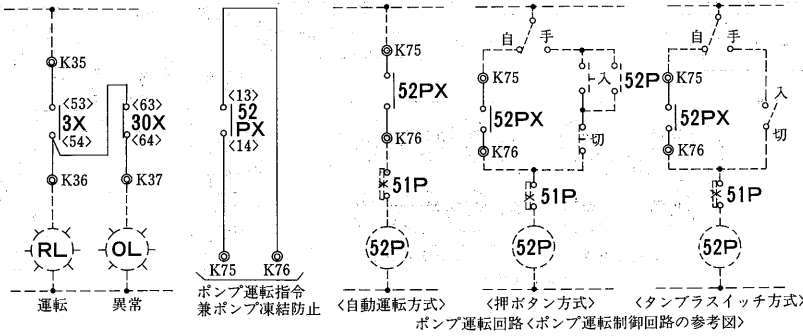 K35
<53>
3X
<54>
<63>
30X
<64>
K36
K37
RL
OL
運転
異常
<13>
52
PX
<14>
K75
K76
ポンプ運転指令
兼ポンプ凍結防止
K75
52PX
K76
51P
52P
〈自動運転方式〉
自
手
K75
入
52P
52PX
K76
切
51P
52P
〈押ボタン方式〉
自
手
K75
入
52PX
切
K76
51P
52P
〈タンブラスイッチ方式〉
ポンプ運転回路〈ポンプ運転制御回路の参考図〉